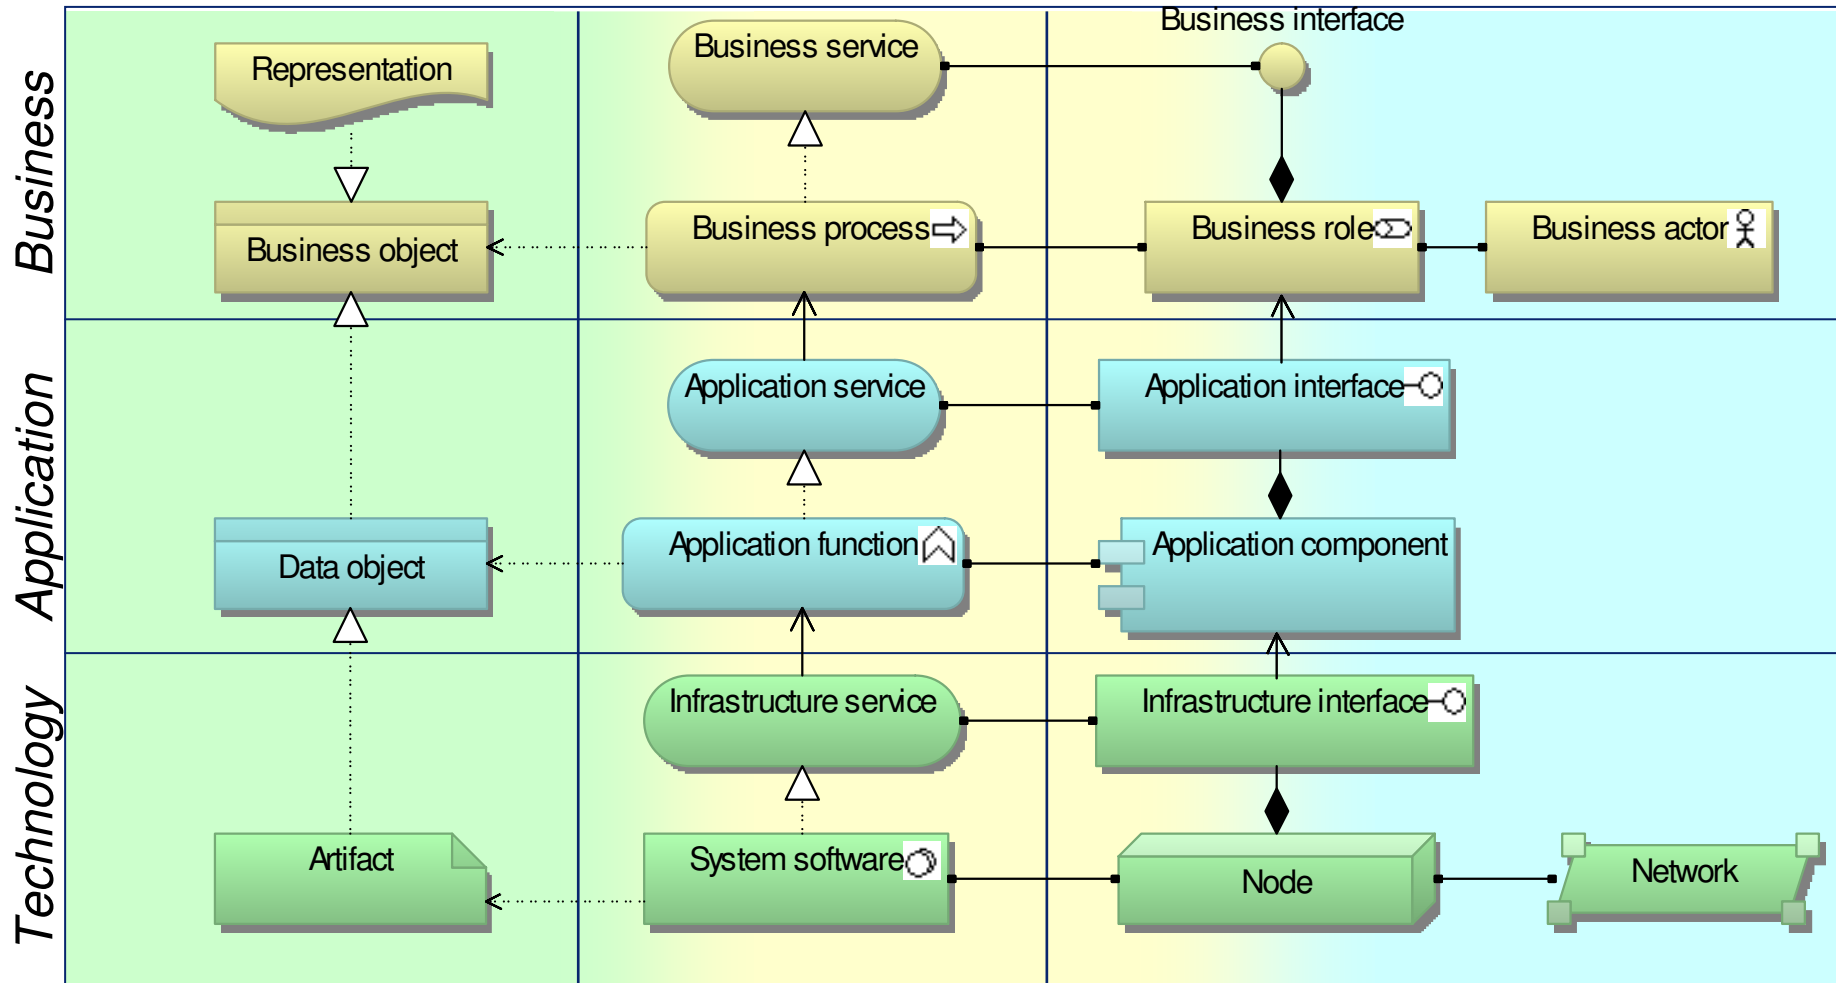 Business interface
Business service
Representation
Business
Business process
Business role
Business actor
Business object
Application service
Application interface
Application
Application function
Application component
Data object
Infrastructure service
Infrastructure interface
Technology
Artifact
System software
Node
Network